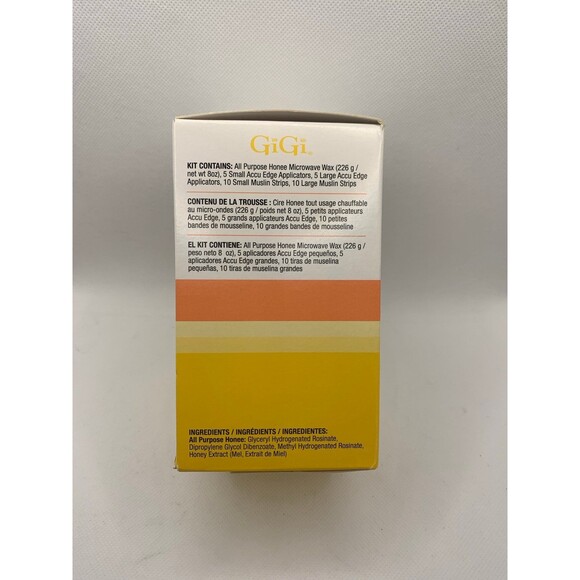 GiGi
KIT CONTAINS: All Purpose Honee Microwave Wax (226 g /
net wt 8oz), 5 Small Accu Edge Applicators, 5 Large Accu Edge
Applicators, 10 Small Muslin Strips, 10 Large Muslin Strips
CONTENU DE LA TROUSSE : Cire Honee tout usage chauffable
au micro-ondes (226 g / poids net 8 oz), 5 petits applicateurs
Accu Edge, 5 grands applicateurs Accu Edge, 10 petites
bandes de mousseline, 10 grandes bandes de mousseline
EL KIT CONTIENE: All Purpose Honee Microwave Wax (226 g /
peso neto 8 oz), 5 aplicadores Accu Edge pequeños, 5
aplicadores Accu Edge grandes, 10 tiras de muselina
pequeñas, 10 tiras de muselina grandes
INGREDIENTS / INGRÉDIENTS / INGREDIENTES:
All Purpose Honee: Glyceryl Hydrogenated Rosinate,
Dipropylene Glycol Dibenzoate, Methyl Hydrogenated Rosinate,
Honey Extract (Mel, Extrait de Miel)